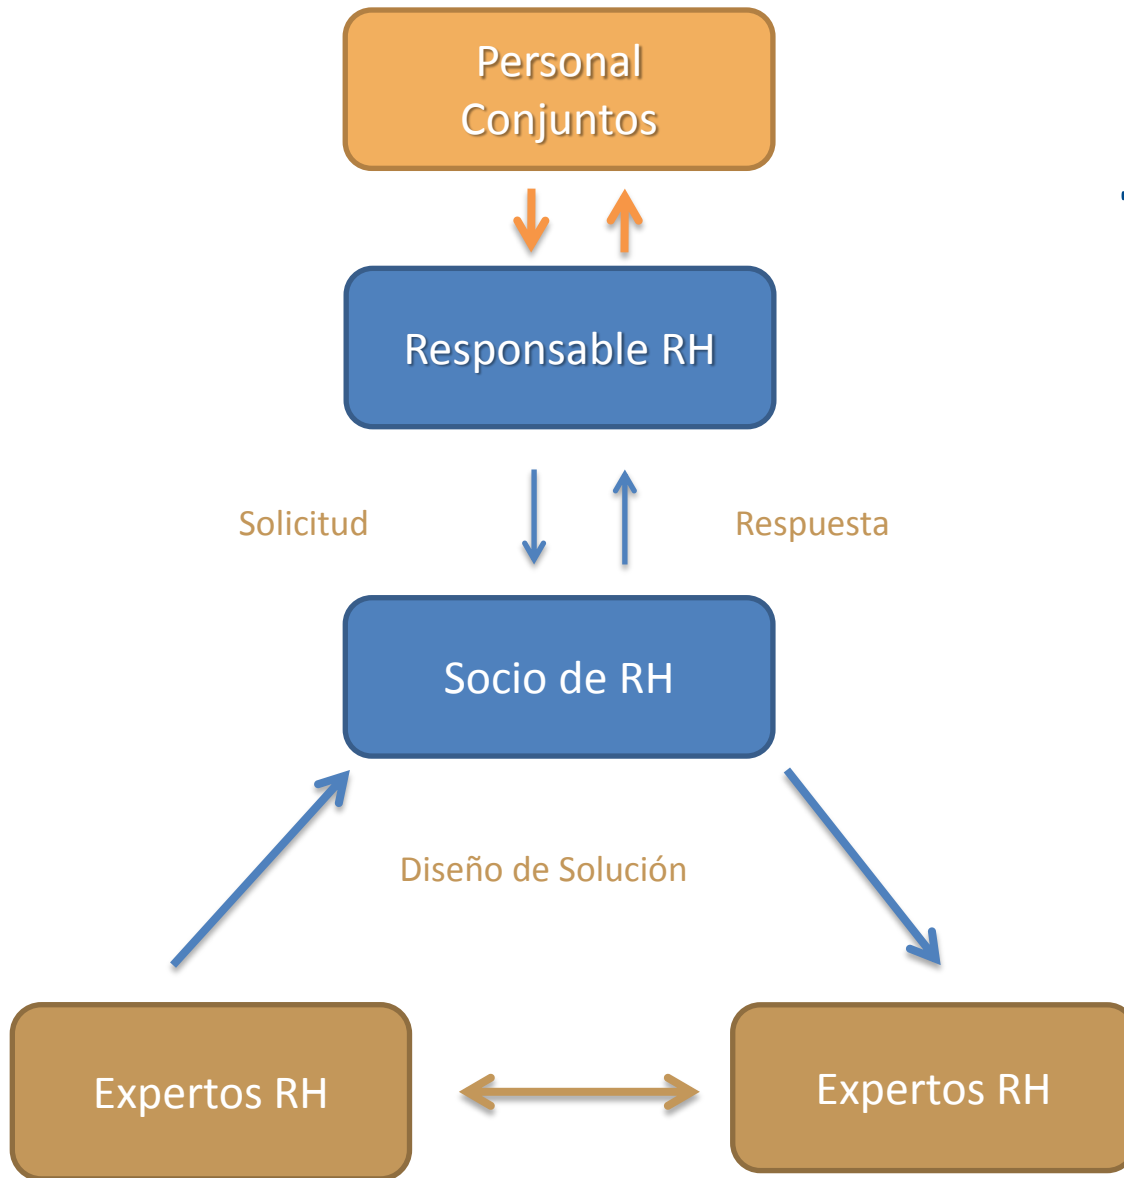 Personal
Conjuntos
Responsable RH
Solicitud
Respuesta
Socio de RH
Diseño de Solución
Expertos RH
Expertos RH